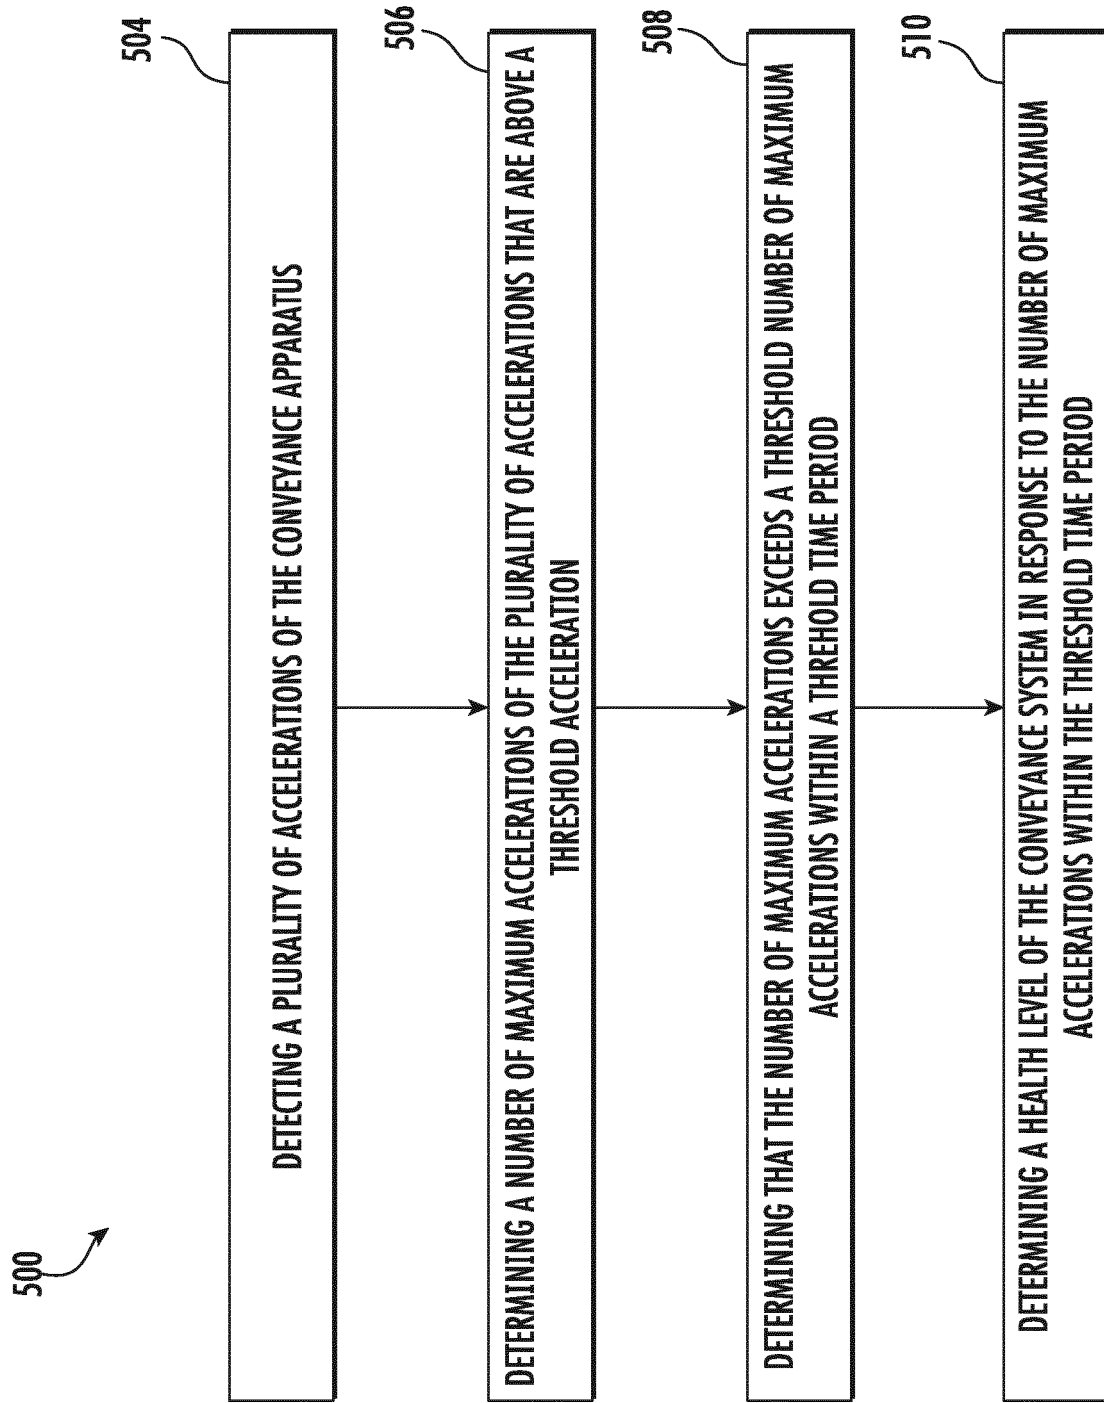 500
504
DETECTING A PLURALITY OF ACCELERATIONS OF THE CONVEYANCE APPARATUS
506
DETERMINING A NUMBER OF MAXIMUM ACCELERATIONS OF THE PLURALITY OF ACCELERATIONS THAT ARE ABOVE A
THRESHOLD ACCELERATION
508
DETERMINING THAT THE NUMBER OF MAXIMUM ACCELERATIONS EXCEEDS A THRESHOLD NUMBER OF MAXIMUM
ACCELERATIONS WITHIN A THREHOLD TIME PERIOD
510
DETERMINING A HEALTH LEVEL OF THE CONVEYANCE SYSTEM IN RESPONSE TO THE NUMBER OF MAXIMUM
ACCELERATIONS WITHIN THE THRESHOLD TIME PERIOD